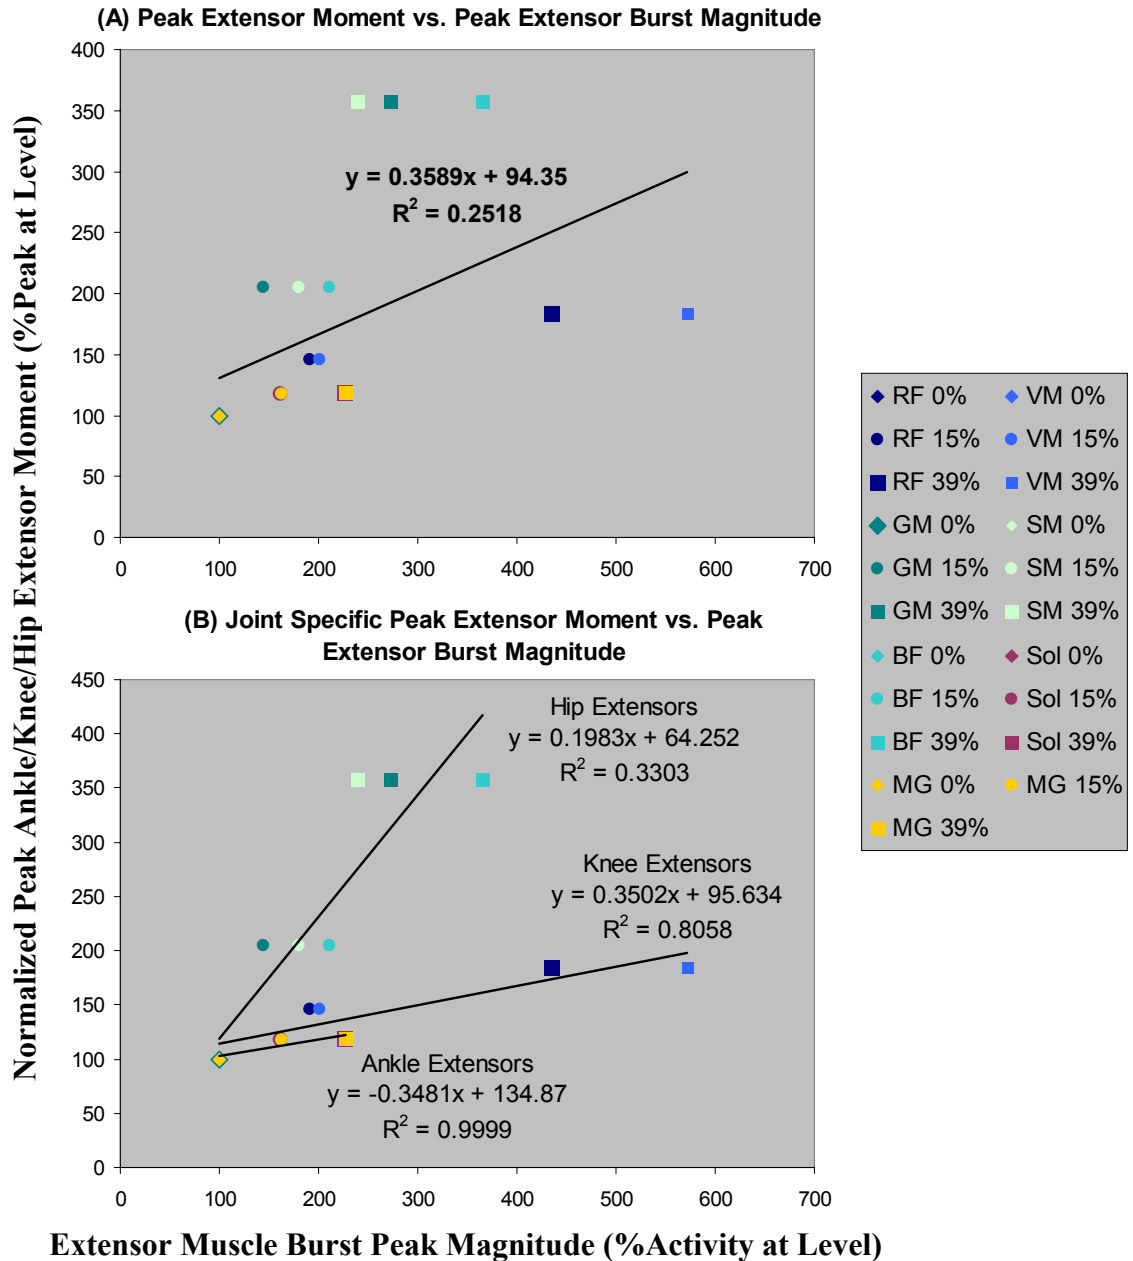 (A) Peak Extensor Moment vs. Peak Extensor Burst Magnitude
Normalized Peak Ankle/Knee/Hip Extensor Moment (%Peak at Level)
400
350
300
250
200
150
100
50
0
y = 0.3589x + 94.35
R² = 0.2518
0 100 200 300 400 500 600 700
(B) Joint Specific Peak Extensor Moment vs. Peak
Extensor Burst Magnitude
450
400
350
300
250
200
150
100
50
0
Hip Extensors
y = 0.1983x + 64.252
R² = 0.3303
Knee Extensors
y = 0.3502x + 95.634
R² = 0.8058
Ankle Extensors
y = -0.3481x + 134.87
R² = 0.9999
0 100 200 300 400 500 600 700
Extensor Muscle Burst Peak Magnitude (%Activity at Level)
RF 0% VM 0%
RF 15% VM 15%
RF 39% VM 39%
GM 0% SM 0%
GM 15% SM 15%
GM 39% SM 39%
BF 0% Sol 0%
BF 15% Sol 15%
BF 39% Sol 39%
MG 0% MG 15%
MG 39%